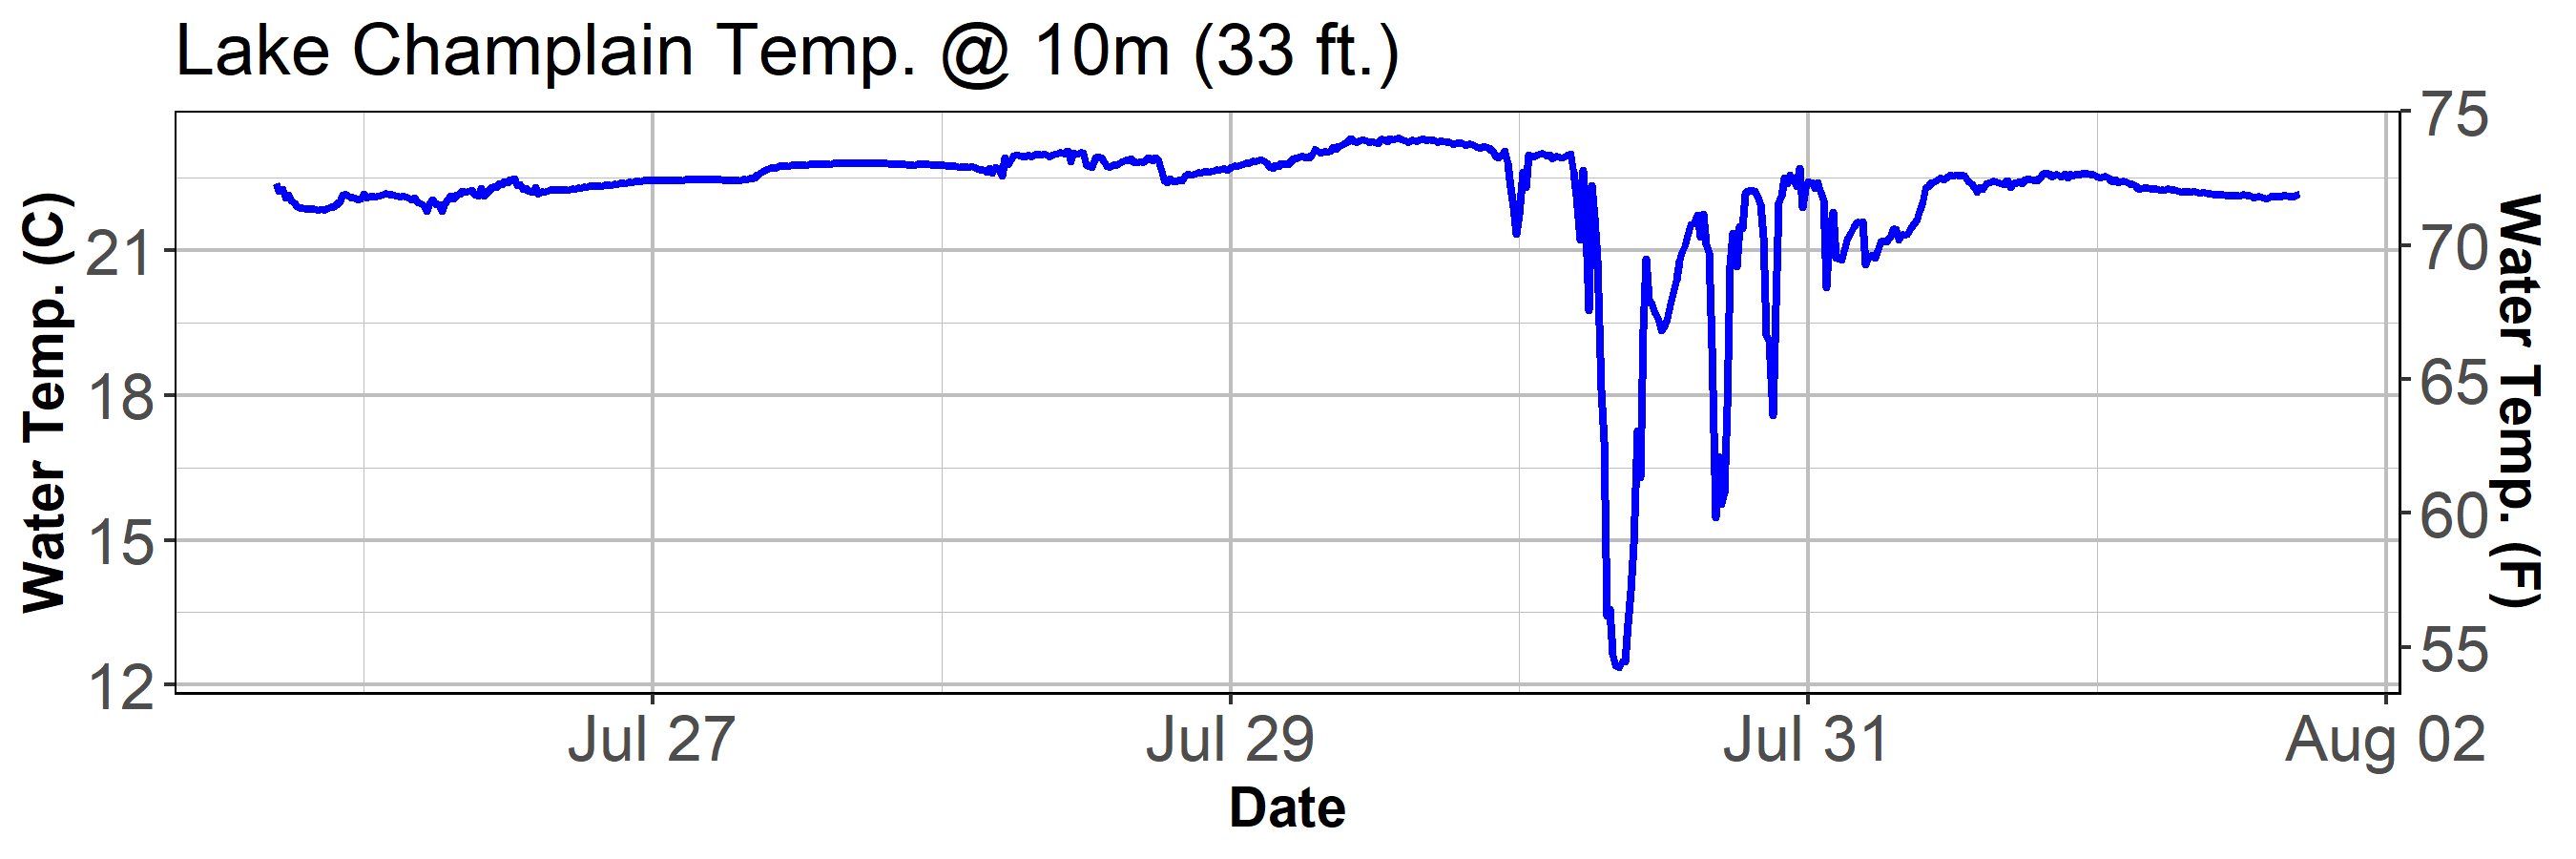 Lake Champlain Temp. @ 10m (33 ft.)
Water Temp. (C)
21
18
15
12
75
70
65
60
55
Water Temp. (F)
Jul 27
Jul 29
Jul 31
Aug 02
Date